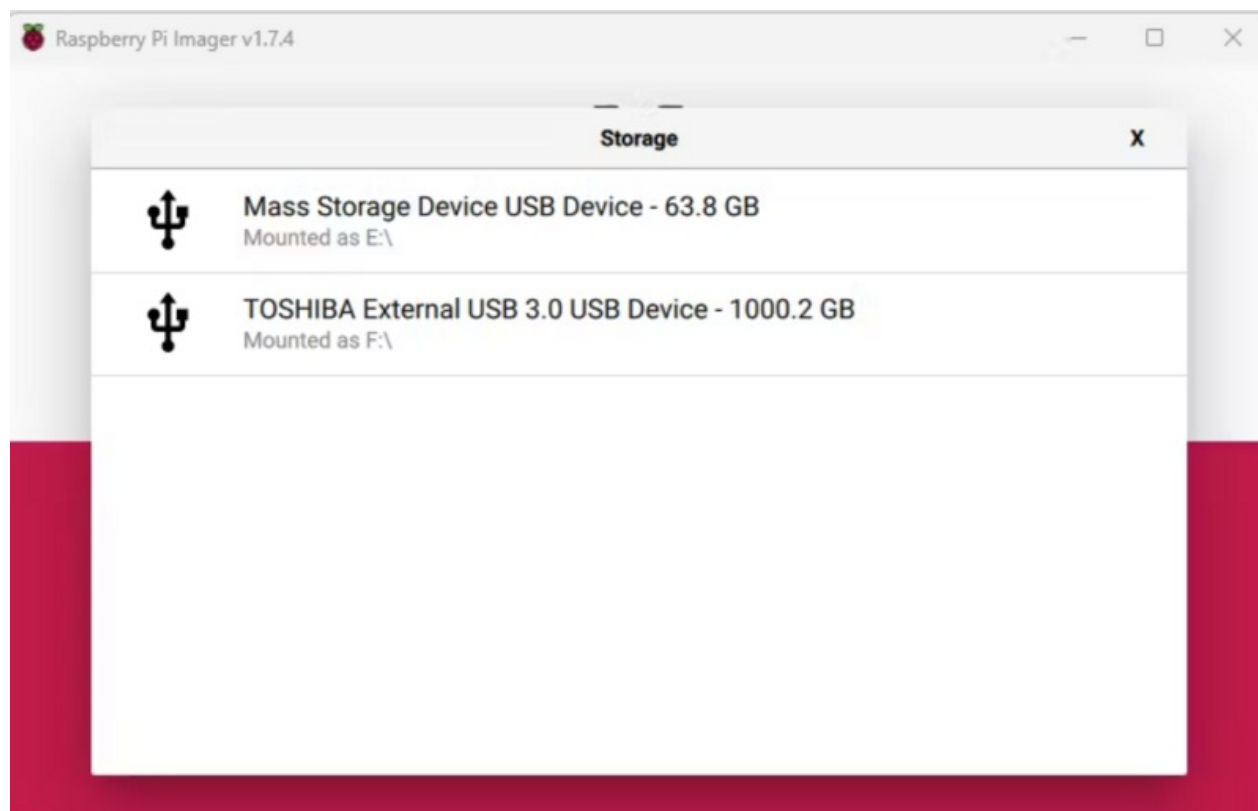 Raspberry Pi Imager v1.7.4
Storage
X
Mass Storage Device USB Device - 63.8 GB
Mounted as E:\
TOSHIBA External USB 3.0 USB Device - 1000.2 GB
Mounted as F:\